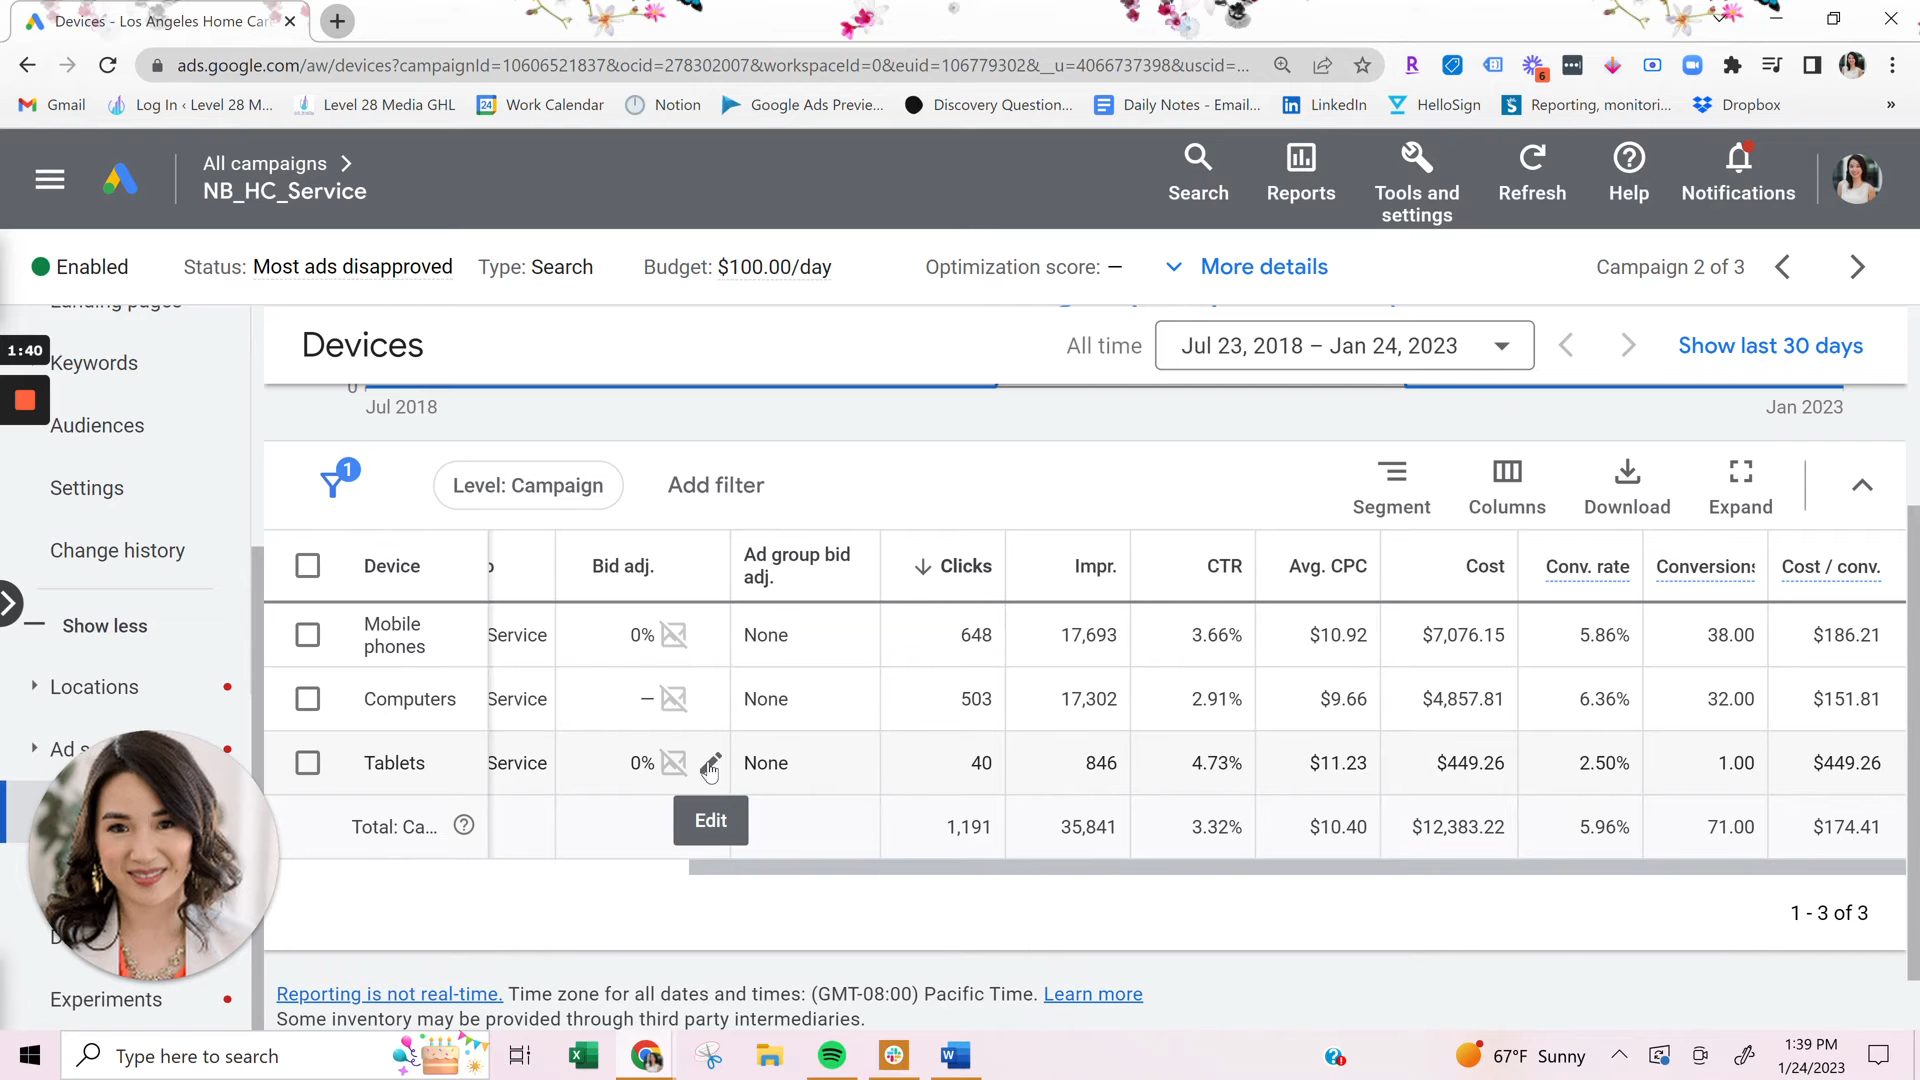 Devices - Los Angeles Home Car
ads.google.com/aw/devices?campaignId=10606521837&ocid=278302007&workspaceId=0&euid=106779302&__u=4066737398&uscid=...
6
Gmail
Log In ‹ Level 28 M...
Level 28 Media GHL
24
Work Calendar
Notion
Google Ads Previe...
Discovery Question...
Daily Notes - Email...
LinkedIn
HelloSign
Reporting, monitori...
Dropbox
»
All campaigns
NB_HC_Service
Search
Reports
Tools and settings
Refresh
Help
Notifications
Enabled
Status: Most ads disapproved
Type: Search
Budget: $100.00/day
Optimization score: –
More details
Campaign 2 of 3
Landing pages
Keywords
Audiences
Settings
Change history
Show less
Locations
Ad s
Experiments
1:40
Devices
All time
Jul 23, 2018 – Jan 24, 2023
Show last 30 days
0
Jul 2018
Jan 2023
1
Level: Campaign
Add filter
Segment
Columns
Download
Expand
Device Bid adj. Ad group bid adj. Clicks Impr. CTR Avg. CPC Cost Conv. rate Conversions Cost / conv.
Mobile phones Service 0% None 648 17,693 3.66% $10.92 $7,076.15 5.86% 38.00 $186.21
Computers Service — None 503 17,302 2.91% $9.66 $4,857.81 6.36% 32.00 $151.81
Tablets Service 0% None 40 846 4.73% $11.23 $449.26 2.50% 1.00 $449.26
Edit
Total: Ca... 1,191 35,841 3.32% $10.40 $12,383.22 5.96% 71.00 $174.41
1 - 3 of 3
Reporting is not real-time. Time zone for all dates and times: (GMT-08:00) Pacific Time. Learn more
Some inventory may be provided through third party intermediaries.
Type here to search
67°F Sunny
1:39 PM
1/24/2023